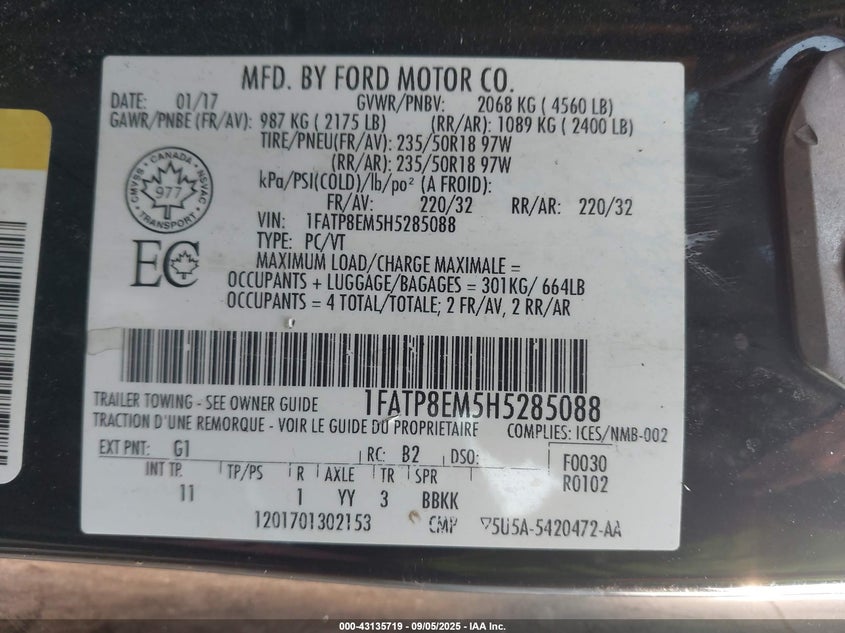 MFD. BY FORD MOTOR CO.
DATE: 01/17 GVWR/PNBV: 2068 KG ( 4560 LB)
GAWR/PNBE (FR/AV): 987 KG ( 2175 LB) (RR/AR): 1089 KG ( 2400 LB)
TIRE/PNEU(FR/AV): 235/50R18 97W
(RR/AR): 235/50R18 97W
kPa/PSI(COLD)/lb/po² (A FROID):
FR/AV: 220/32 RR/AR: 220/32
CANADA
CMVSS 977 NSVAC
TRANSPORT
VIN: 1FATP8EM5H5285088
TYPE: PC/VT
EC
MAXIMUM LOAD/CHARGE MAXIMALE =
OCCUPANTS + LUGGAGE/BAGAGES = 301KG/ 664LB
OCCUPANTS = 4 TOTAL/TOTALE; 2 FR/AV, 2 RR/AR
TRAILER TOWING - SEE OWNER GUIDE 1FATP8EM5H5285088
TRACTION D'UNE REMORQUE - VOIR LE GUIDE DU PROPRIETAIRE COMPLIES: ICES/NMB-002
EXT PNT: G1 RC: B2 DSO: F0030
INT TP. TP/PS R AXLE TR SPR R0102
11 1 YY 3 BBKK
1201701302153 CMP 5U5A-5420472-AA
000-43135719 - 09/05/2025 - IAA Inc.